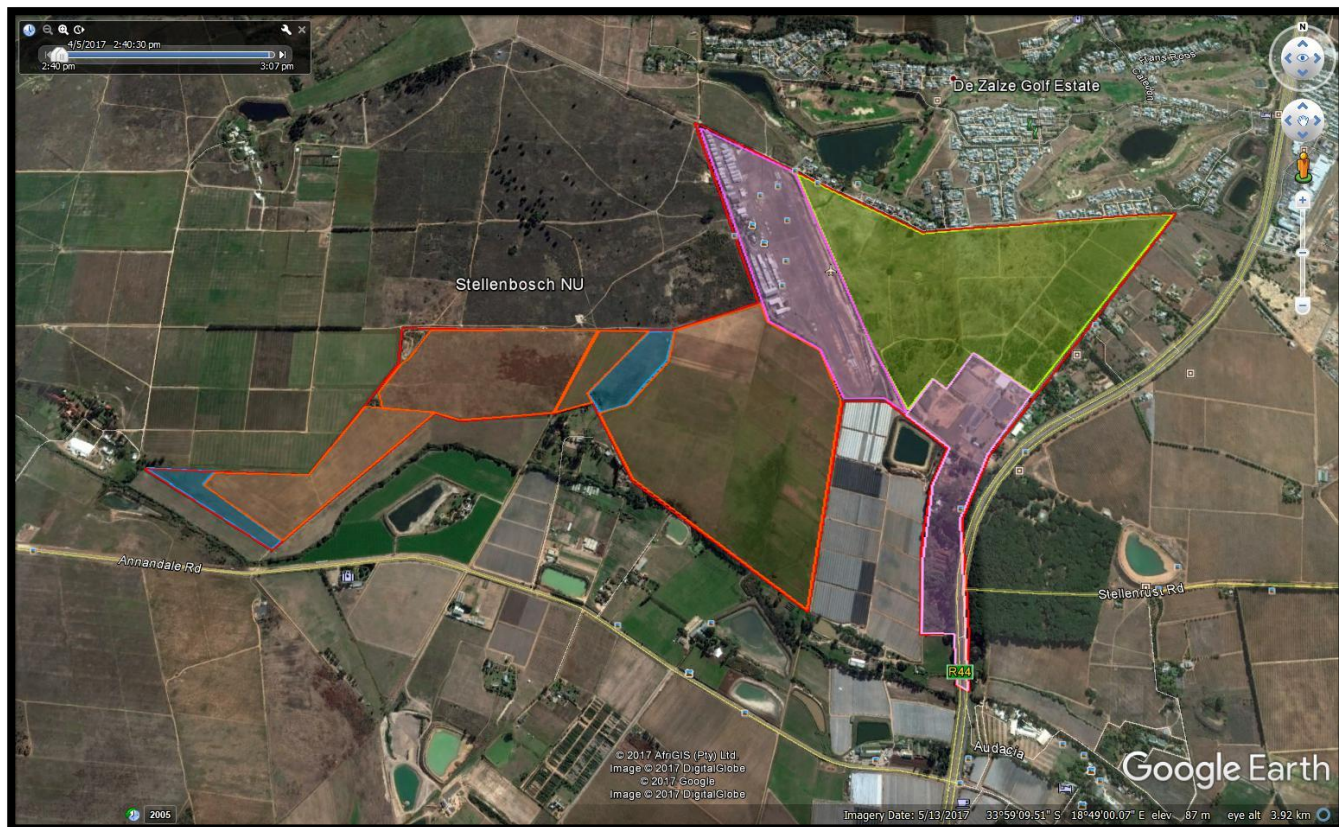 4/5/2017 2:40:30 pm
2:40 pm
3:07 pm
N
Hans Roos
De Zalze Golf Estate
Stellenbosch NU
Annandale Rd
Stellenrust Rd
R44
Audacia
© 2017 AfriGIS (Pty) Ltd.
Image © 2017 DigitalGlobe
© 2017 Google
Image © 2017 DigitalGlobe
Google Earth
2005
Imagery Date: 5/13/2017 33°59'09.51" S 18°49'00.07" E elev 87 m eye alt 3.92 km